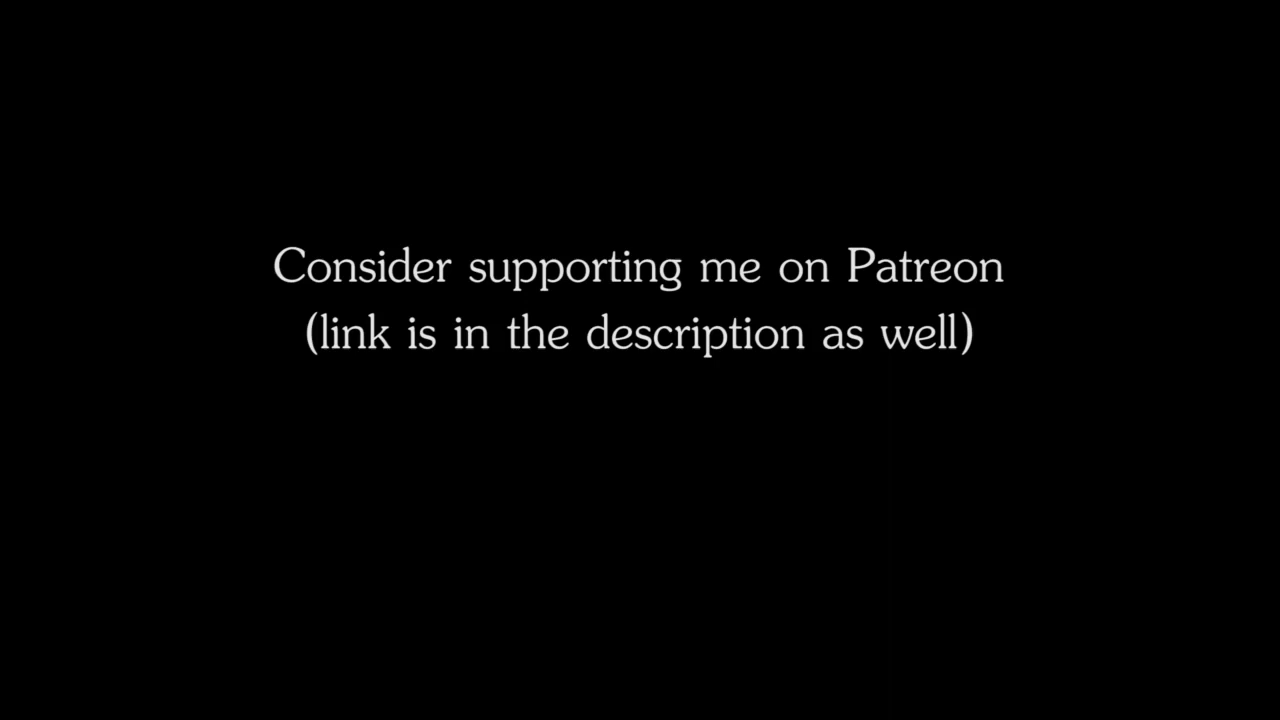 Consider supporting me on Patreon
(link is in the description as well)